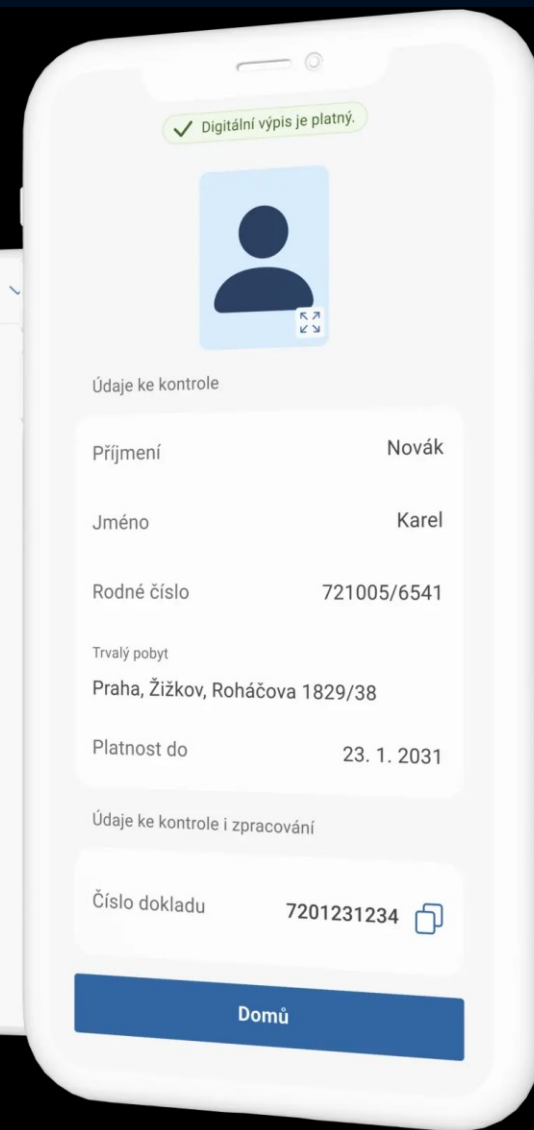 Digitální výpis je platný.
Údaje ke kontrole
Příjmení Novák
Jméno Karel
Rodné číslo 721005/6541
Trvalý pobyt
Praha, Žižkov, Roháčova 1829/38
Platnost do 23. 1. 2031
Údaje ke kontrole i zpracování
Číslo dokladu 7201231234
Domů